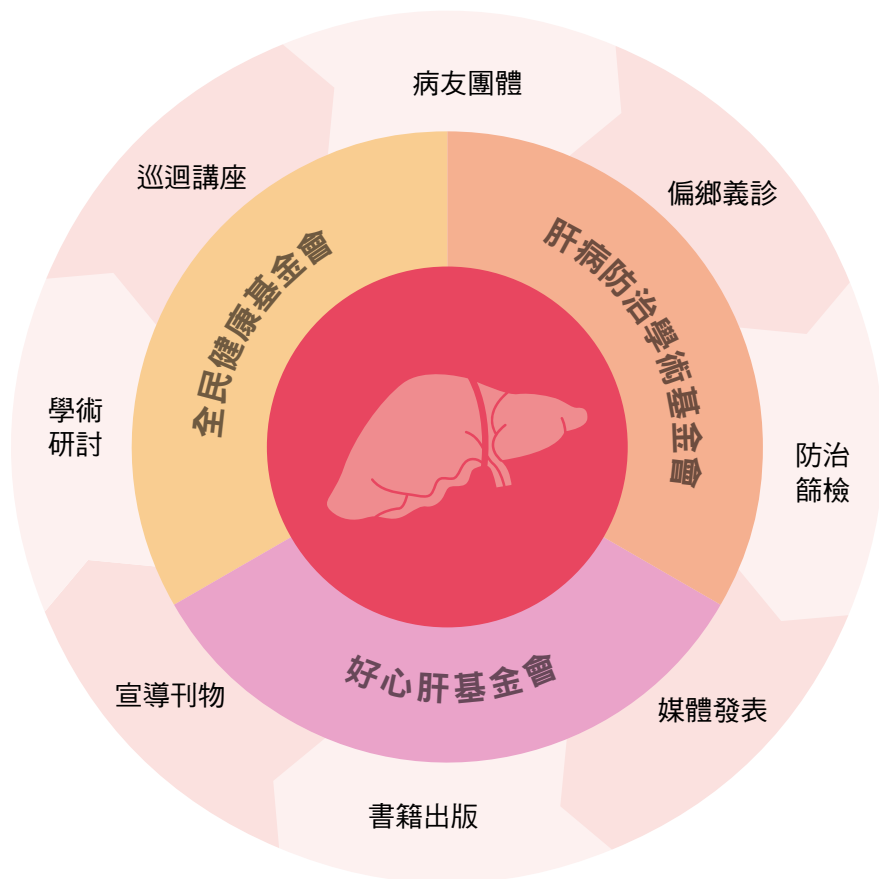 病友團體
偏鄉義診
防治
篩檢
媒體發表
書籍出版
宣導刊物
學術
研討
巡迴講座
全民健康基金會
肝病防治學術基金會
好心肝基金會